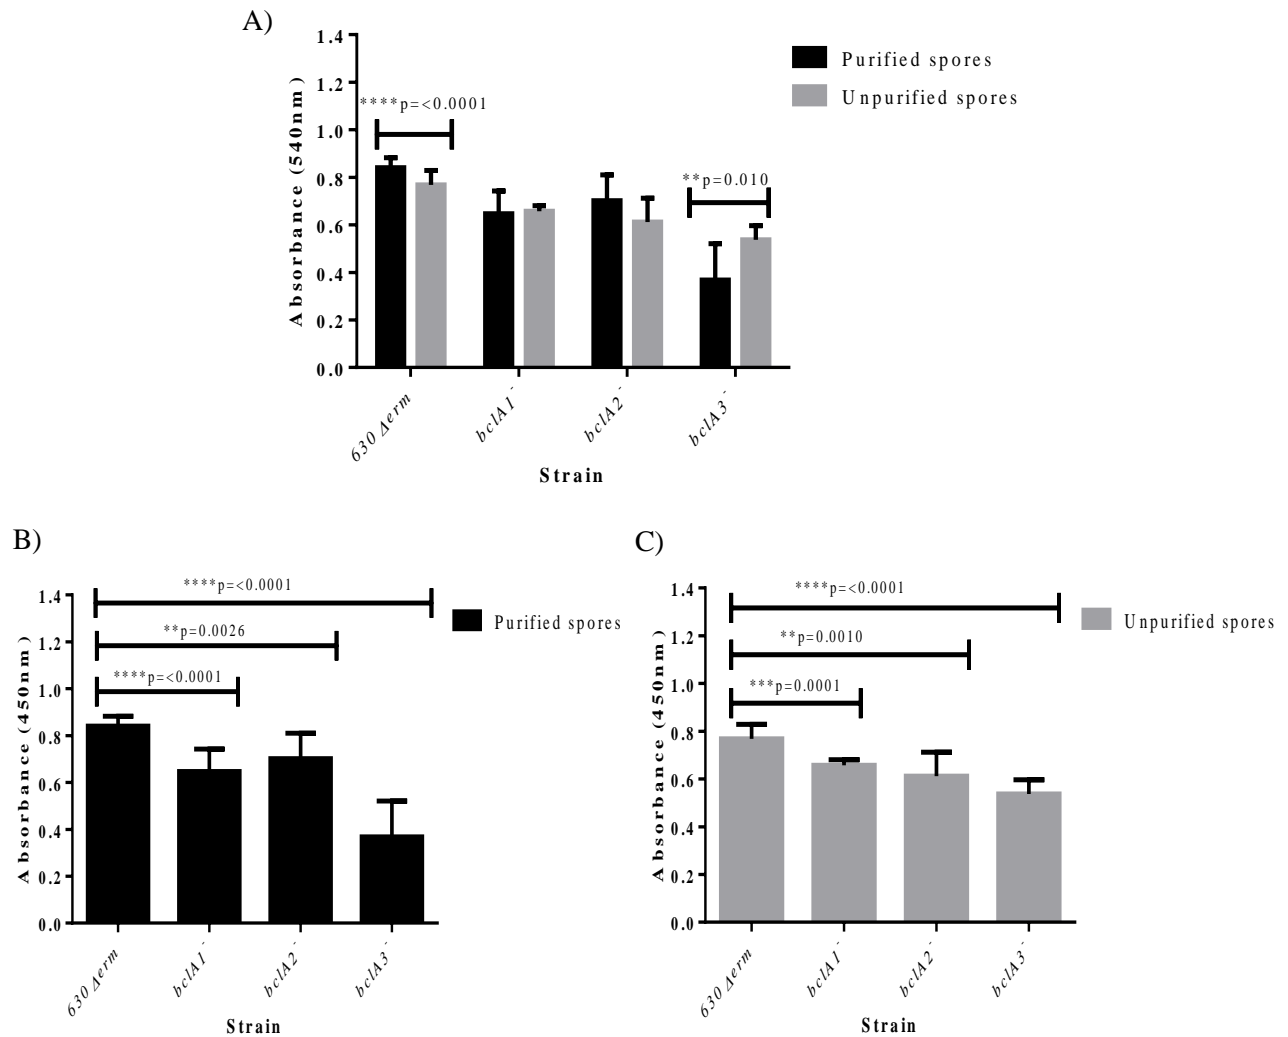 A)
1.4
1.2
1.0
0.8
0.6
0.4
0.2
0.0
Absorbance (540nm)
****p=<0.0001
**p=0.010
Purified spores
Unpurified spores
630 Δerm
bclA1-
bclA2-
bclA3-
Strain
B)
1.4
1.2
1.0
0.8
0.6
0.4
0.2
0.0
Absorbance (450nm)
****p=<0.0001
**p=0.0026
****p=<0.0001
Purified spores
630 Δerm
bclA1-
bclA2-
bclA3-
Strain
C)
1.4
1.2
1.0
0.8
0.6
0.4
0.2
0.0
Absorbance (450nm)
****p=<0.0001
**p=0.0010
***p=0.0001
Unpurified spores
630 Δerm
bclA1-
bclA2-
bclA3-
Strain